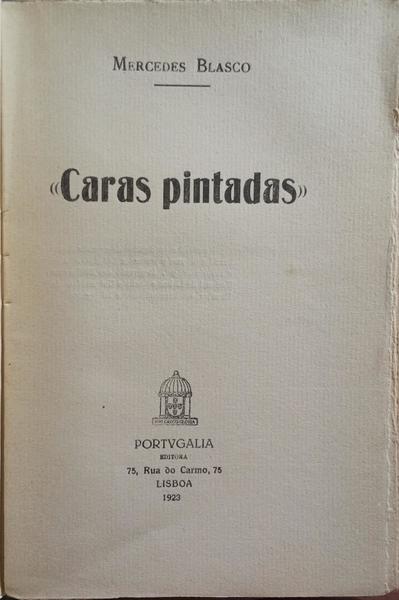 MERCEDES BLASCO
«Caras pintadas»
PORTVGALIA
EDITORA
75, Rua do Carmo, 75
LISBOA
1923